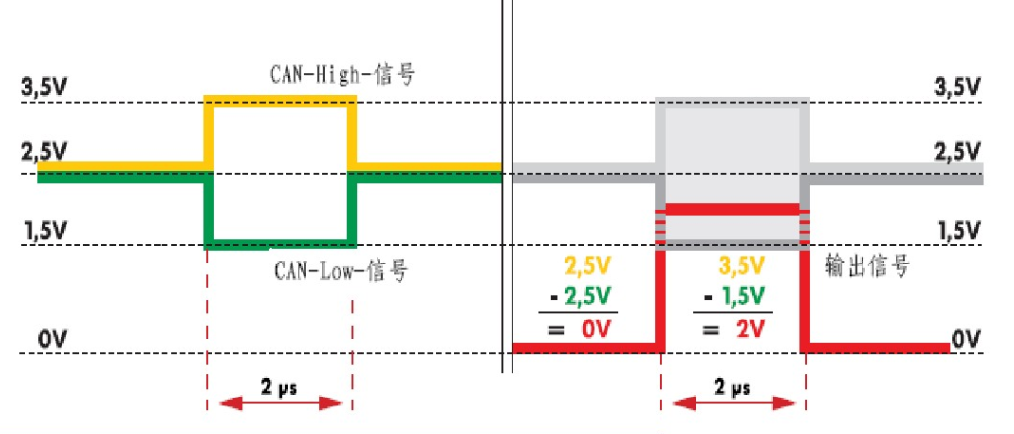 CAN-High-信号
3,5V
2,5V
1,5V
CAN-Low-信号
0V
2 µs
3,5V
2,5V
1,5V
输出信号
2,5V
- 2,5V
= 0V
3,5V
- 1,5V
= 2V
0V
2 µs